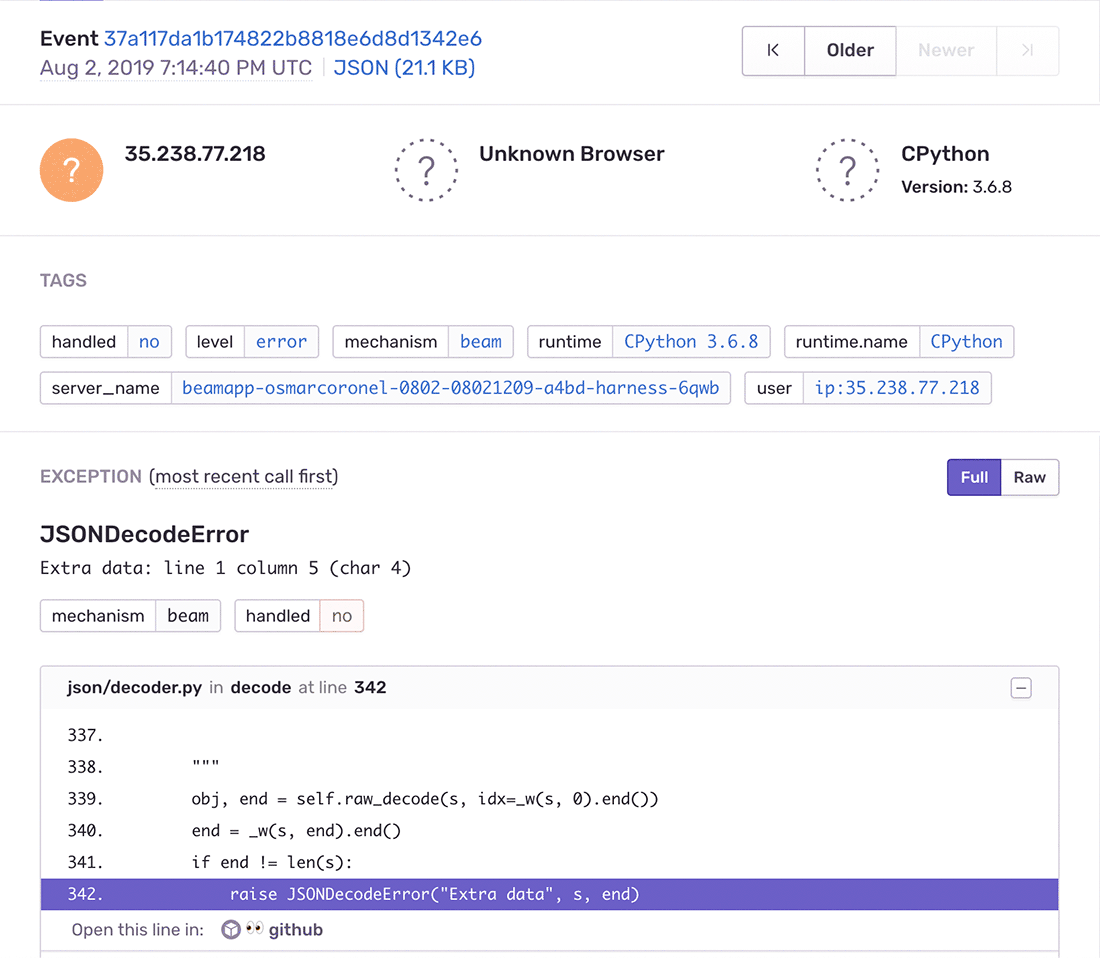 Event 37a117da1b174822b8818e6d8d1342e6
Aug 2, 2019 7:14:40 PM UTC JSON (21.1 KB)
Older Newer
? 35.238.77.218 ? Unknown Browser ? CPython
Version: 3.6.8
TAGS
handled no level error mechanism beam runtime CPython 3.6.8 runtime.name CPython
server_name beamapp-osmarcoronel-0802-08021209-a4bd-harness-6qwb user ip:35.238.77.218
EXCEPTION (most recent call first) Full Raw
JSONDecodeError
Extra data: line 1 column 5 (char 4)
mechanism beam handled no
json/decoder.py in decode at line 342
337.
338. """
339. obj, end = self.raw_decode(s, idx=_w(s, 0).end())
340. end = _w(s, end).end()
341. if end != len(s):
342. raise JSONDecodeError("Extra data", s, end)
Open this line in: github